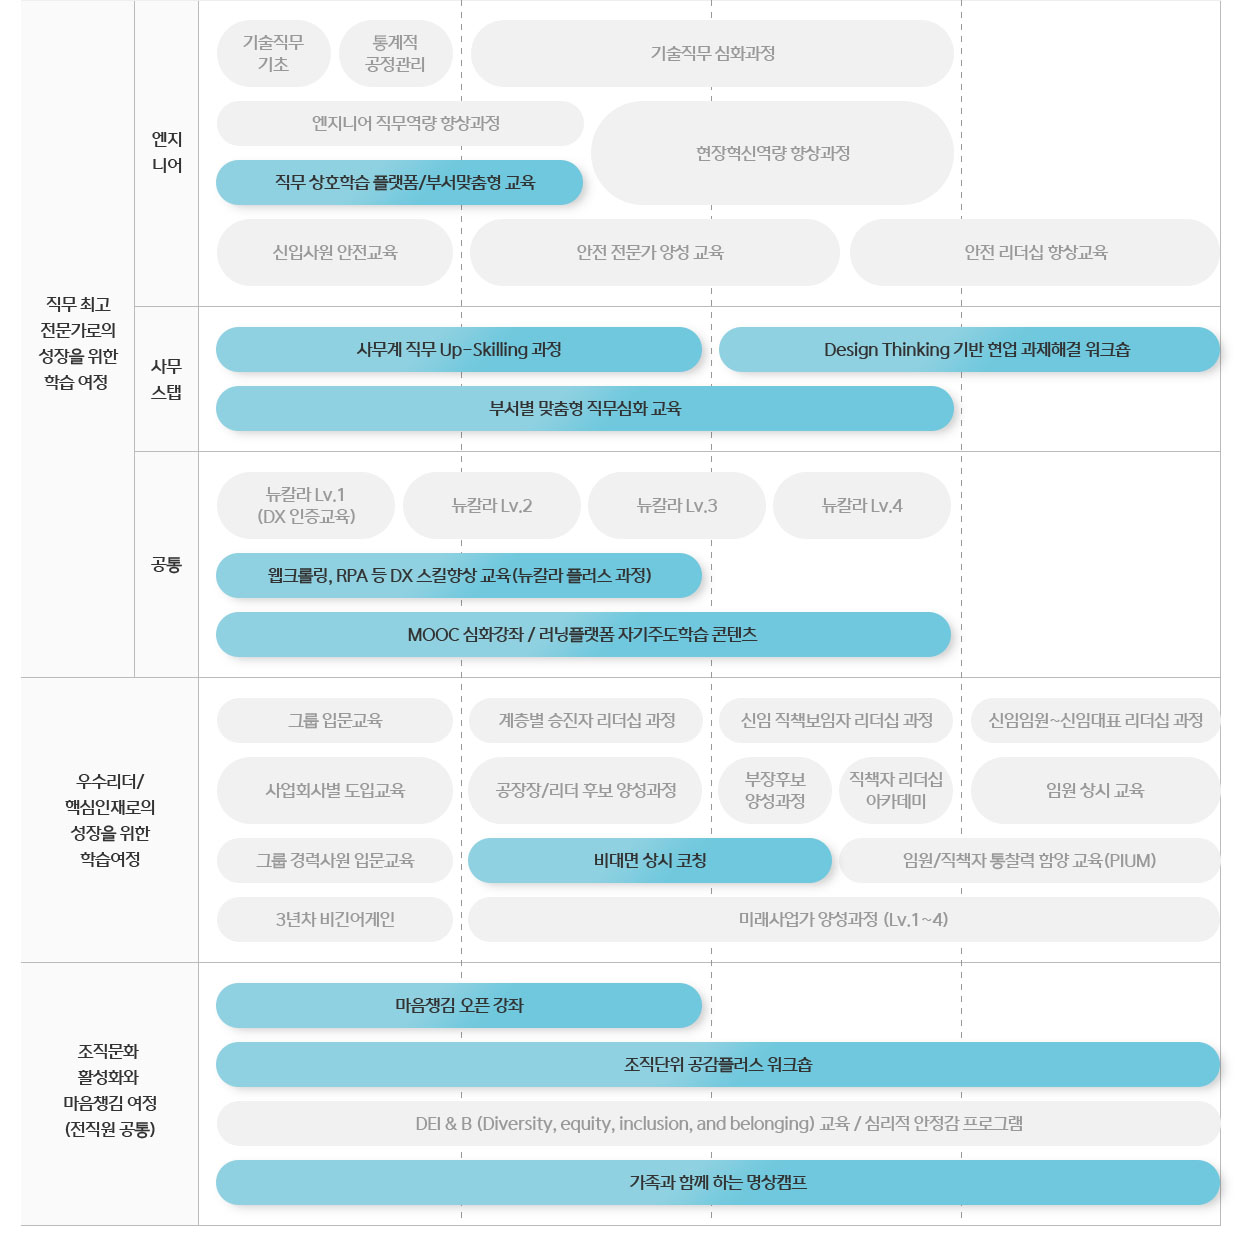 직무 최고
전문가로의
성장을 위한
학습 여정
엔지
니어
기술직무
기초
통계적
공정관리
기술직무 심화과정
엔지니어 직무역량 향상과정
현장혁신역량 향상과정
직무 상호학습 플랫폼/부서맞춤형 교육
신입사원 안전교육
안전 전문가 양성 교육
안전 리더십 향상교육
사무
스탭
사무계 직무 Up-Skilling 과정
Design Thinking 기반 현업 과제해결 워크숍
부서별 맞춤형 직무심화 교육
공통
뉴칼라 Lv.1
(DX 인증교육)
뉴칼라 Lv.2
뉴칼라 Lv.3
뉴칼라 Lv.4
웹크롤링, RPA 등 DX 스킬향상 교육(뉴칼라 플러스 과정)
MOOC 심화강좌 / 러닝플랫폼 자기주도학습 콘텐츠
우수리더/
핵심인재로의
성장을 위한
학습여정
그룹 입문교육
계층별 승진자 리더십 과정
신임 직책보임자 리더십 과정
신임임원~신임대표 리더십 과정
사업회사별 도입교육
공장장/리더 후보 양성과정
부장후보
양성과정
직책자 리더십
아카데미
임원 상시 교육
그룹 경력사원 입문교육
비대면 상시 코칭
임원/직책자 통찰력 함양 교육(PIUM)
3년차 비긴어게인
미래사업가 양성과정 (Lv.1~4)
조직문화
활성화와
마음챙김 여정
(전직원 공통)
마음챙김 오픈 강좌
조직단위 공감플러스 워크숍
DEI & B (Diversity, equity, inclusion, and belonging) 교육 / 심리적 안정감 프로그램
가족과 함께 하는 명상캠프